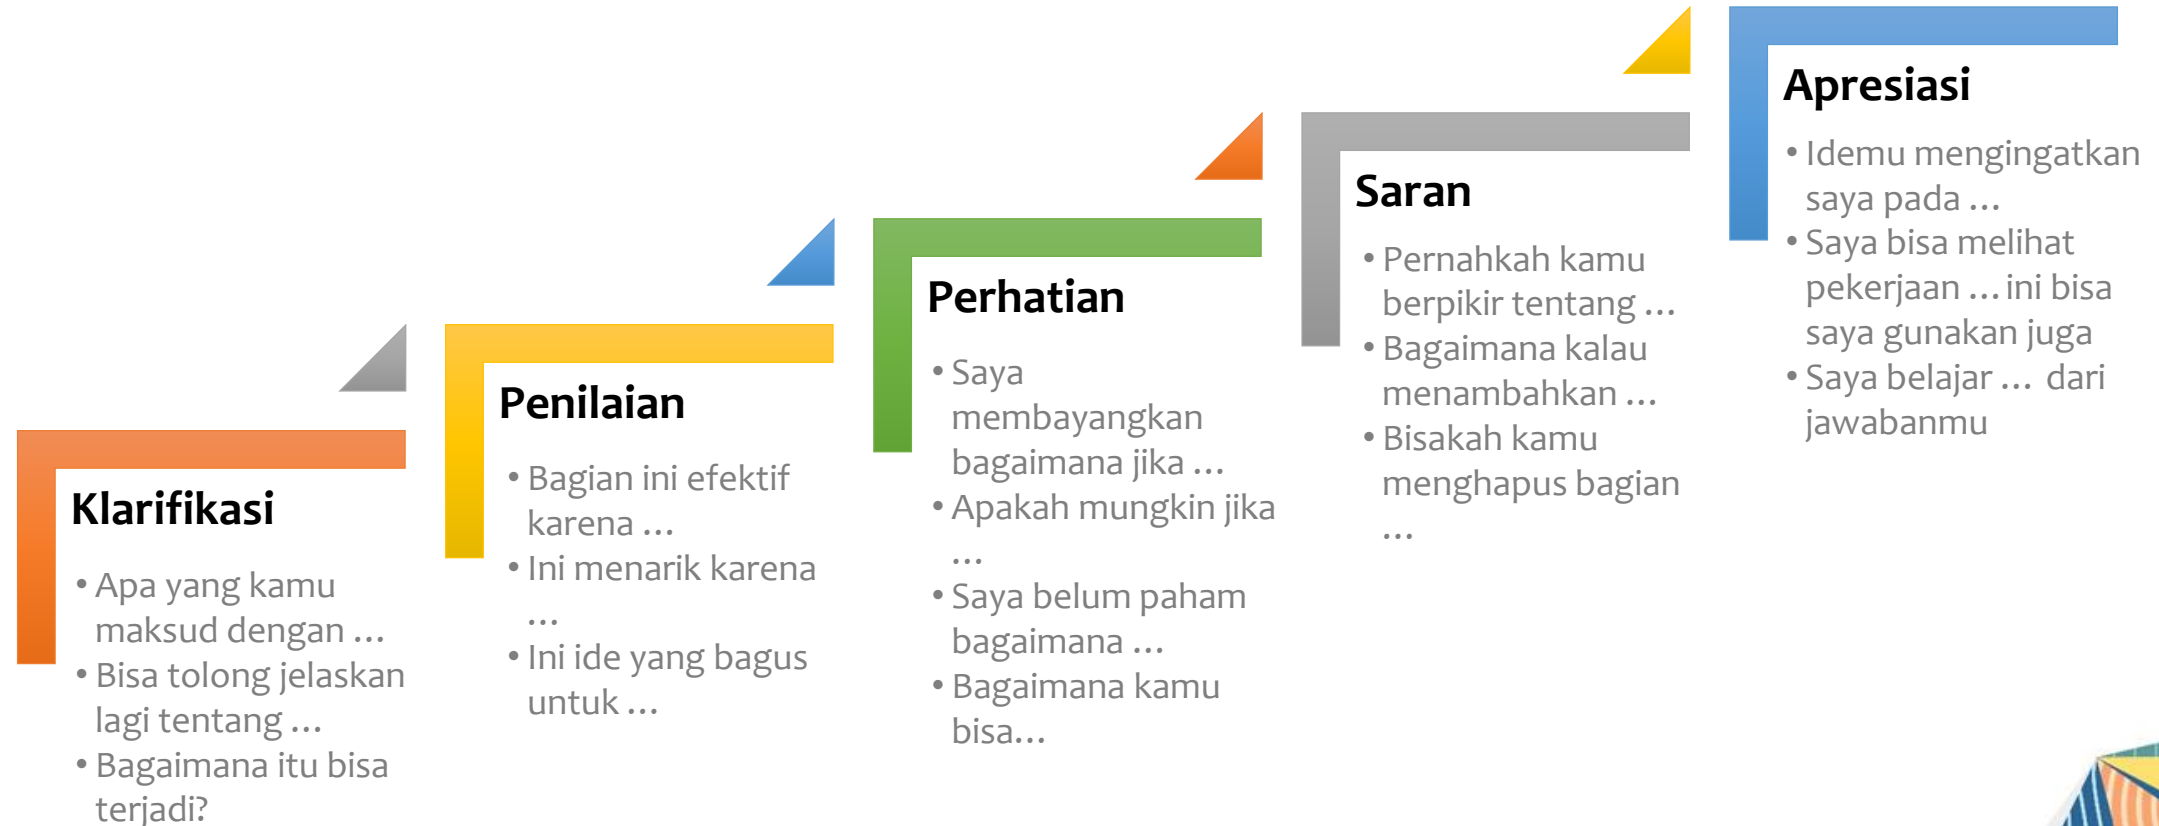 Klarifikasi
• Apa yang kamu
maksud dengan …
• Bisa tolong jelaskan
lagi tentang …
• Bagaimana itu bisa
terjadi?
Penilaian
• Bagian ini efektif
karena …
• Ini menarik karena
…
• Ini ide yang bagus
untuk …
Perhatian
• Saya
membayangkan
bagaimana jika …
• Apakah mungkin jika
…
• Saya belum paham
bagaimana …
• Bagaimana kamu
bisa…
Saran
• Pernahkah kamu
berpikir tentang …
• Bagaimana kalau
menambahkan …
• Bisakah kamu
menghapus bagian
…
Apresiasi
• Idemu mengingatkan
saya pada …
• Saya bisa melihat
pekerjaan … ini bisa
saya gunakan juga
• Saya belajar … dari
jawabanmu